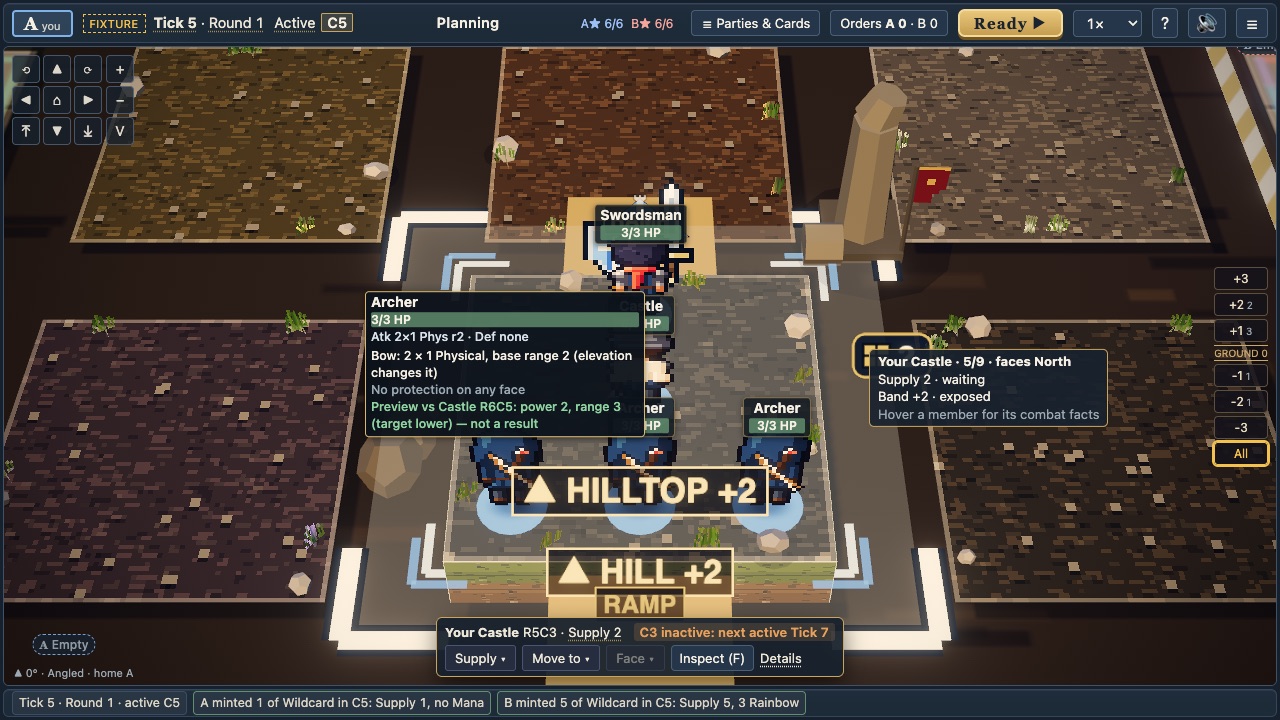 A you FIXTURE Tick 5 · Round 1 Active C5 Planning A★ 6/6 B★ 6/6 ≡ Parties & Cards Orders A 0 · B 0 Ready ▶ 1× ? ≡
V
Swordsman
3/3 HP
Archer
3/3 HP
Atk 2×1 Phys r2 · Def none
Bow: 2 × 1 Physical, base range 2 (elevation
changes it)
No protection on any face
Preview vs Castle R6C5: power 2, range 3
(target lower) — not a result
HP
HP
Archer
3/3 HP
Your Castle · 5/9 · faces North
Supply 2 · waiting
Band +2 · exposed
Hover a member for its combat facts
+3
+2 2
+1 3
GROUND 0
-1 1
-2 1
-3
All
▲ HILLTOP +2
▲ HILL +2
RAMP
Your Castle R5C3 · Supply 2 C3 inactive: next active Tick 7
Supply ▾ Move to ▾ Face ▾ Inspect (F) Details
A Empty
▲ 0° · Angled · home A
Tick 5 · Round 1 · active C5 A minted 1 of Wildcard in C5: Supply 1, no Mana B minted 5 of Wildcard in C5: Supply 5, 3 Rainbow